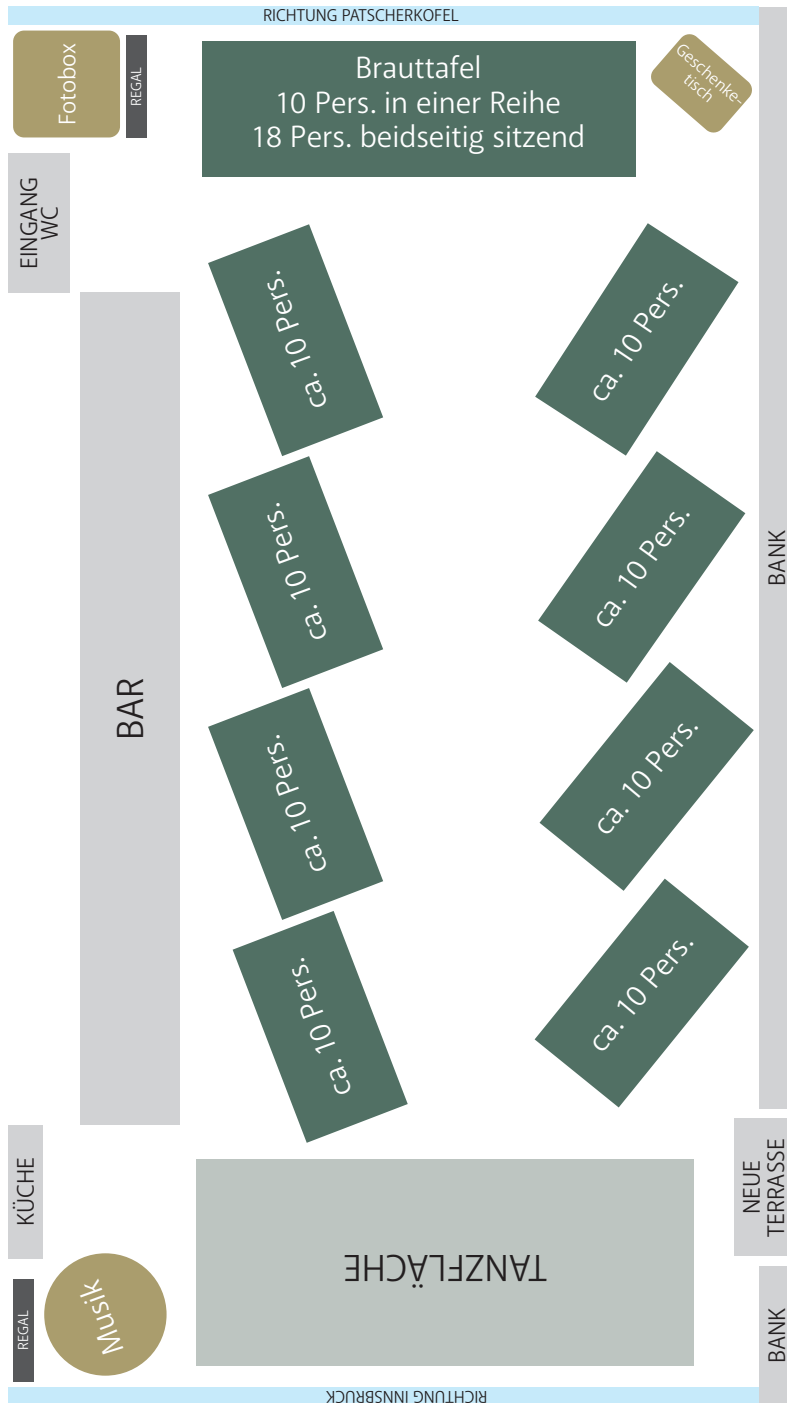 RICHTUNG PATSCHERKOFEL
Fotobox
REGAL
Brauttafel
10 Pers. in einer Reihe
18 Pers. beidseitig sitzend
Geschenke-
tisch
EINGANG
WC
ca. 10 Pers.
ca. 10 Pers.
ca. 10 Pers.
ca. 10 Pers.
BANK
BAR
ca. 10 Pers.
ca. 10 Pers.
ca. 10 Pers.
ca. 10 Pers.
KÜCHE
NEUE
TERRASSE
TANZFLÄCHE
REGAL
Musik
BANK
RICHTUNG INNSBRUCK